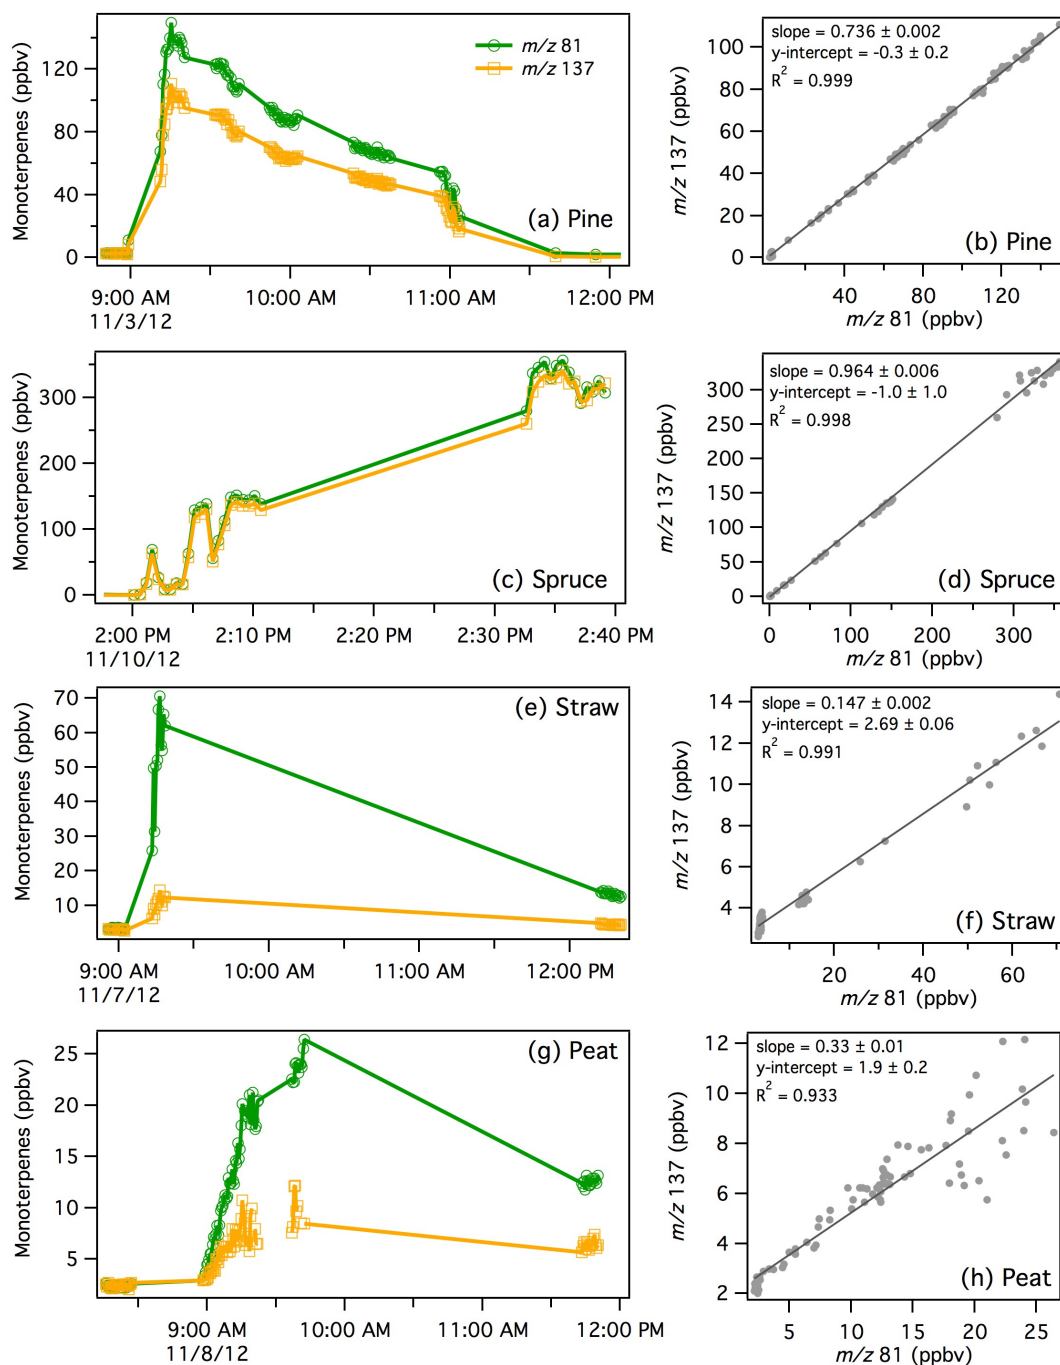 Monoterpenes (ppbv)
120
80
40
0
m/z 81
m/z 137
(a) Pine
9:00 AM
10:00 AM
11:00 AM
12:00 PM
11/3/12
m/z 137 (ppbv)
100
80
60
40
20
0
slope = 0.736 ± 0.002
y-intercept = -0.3 ± 0.2
R² = 0.999
(b) Pine
40
80
120
m/z 81 (ppbv)
Monoterpenes (ppbv)
300
200
100
0
(c) Spruce
2:00 PM
2:10 PM
2:20 PM
2:30 PM
2:40 PM
11/10/12
m/z 137 (ppbv)
300
250
200
150
100
50
0
slope = 0.964 ± 0.006
y-intercept = -1.0 ± 1.0
R² = 0.998
(d) Spruce
0
100
200
300
m/z 81 (ppbv)
Monoterpenes (ppbv)
70
60
50
40
30
20
10
(e) Straw
9:00 AM
10:00 AM
11:00 AM
12:00 PM
11/7/12
m/z 137 (ppbv)
14
12
10
8
6
4
slope = 0.147 ± 0.002
y-intercept = 2.69 ± 0.06
R² = 0.991
(f) Straw
20
40
60
m/z 81 (ppbv)
Monoterpenes (ppbv)
25
20
15
10
5
(g) Peat
9:00 AM
10:00 AM
11:00 AM
12:00 PM
11/8/12
m/z 137 (ppbv)
12
10
8
6
4
2
slope = 0.33 ± 0.01
y-intercept = 1.9 ± 0.2
R² = 0.933
(h) Peat
5
10
15
20
25
m/z 81 (ppbv)